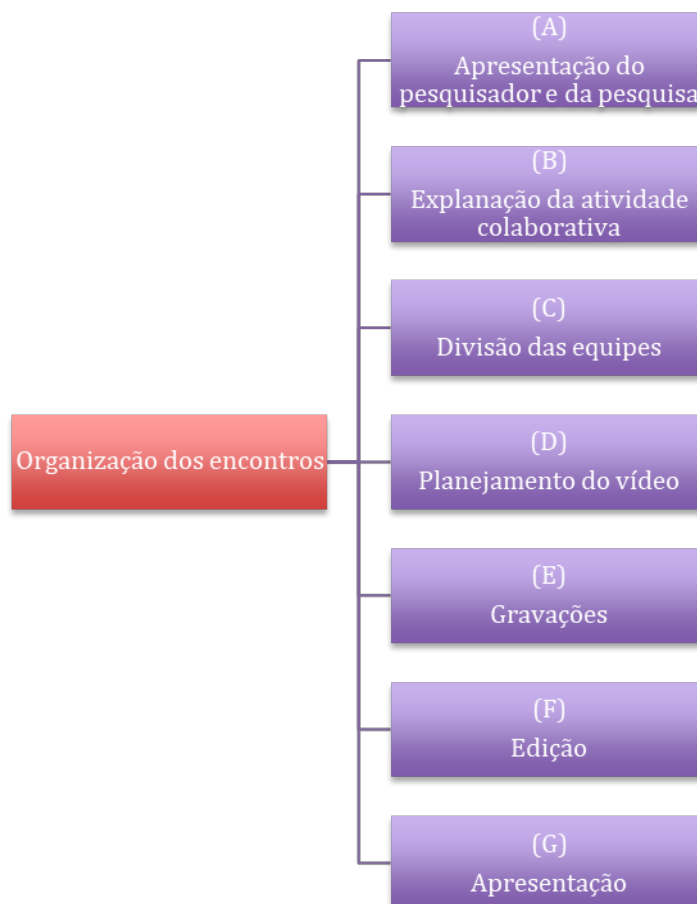 (A)
Apresentação do
pesquisador e da pesquisa
(B)
Explanação da atividade
colaborativa
(C)
Divisão das equipes
Organização dos encontros
(D)
Planejamento do vídeo
(E)
Gravações
(F)
Edição
(G)
Apresentação